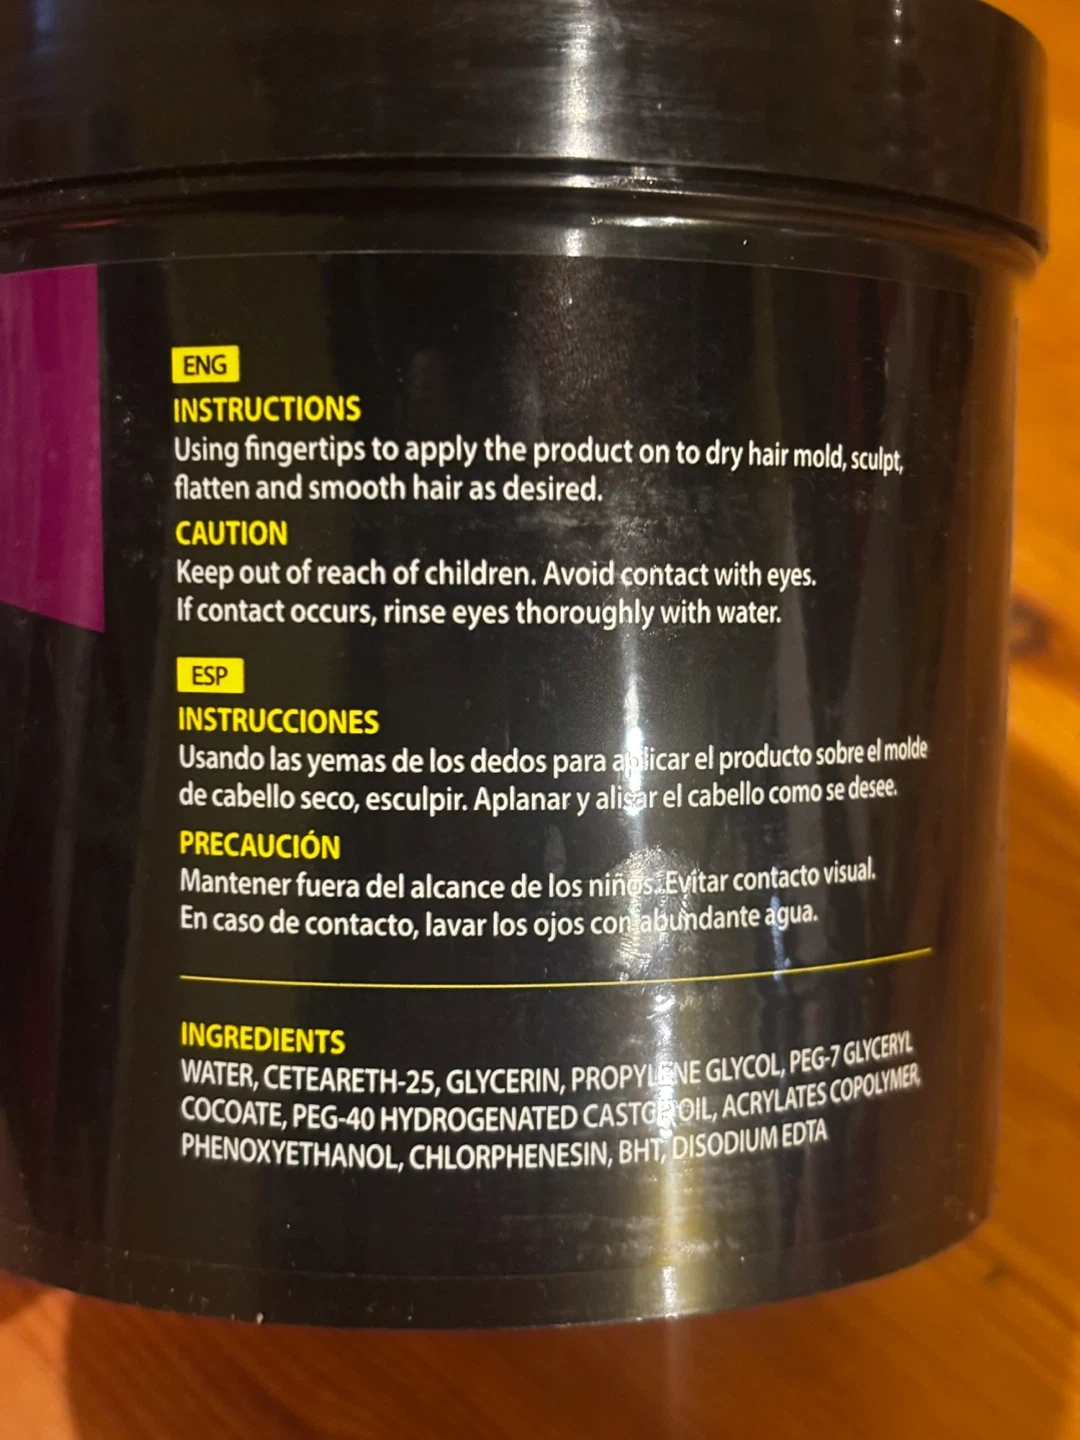 ENG
INSTRUCTIONS
Using fingertips to apply the product on to dry hair mold, sculpt,
flatten and smooth hair as desired.
CAUTION
Keep out of reach of children. Avoid contact with eyes.
If contact occurs, rinse eyes thoroughly with water.
ESP
INSTRUCCIONES
Usando las yemas de los dedos para aplicar el producto sobre el molde
de cabello seco, esculpir. Aplanar y alisar el cabello como se desee.
PRECAUCIÓN
Mantener fuera del alcance de los niños. Evitar contacto visual.
En caso de contacto, lavar los ojos con abundante agua.
INGREDIENTS
WATER, CETEARETH-25, GLYCERIN, PROPYLENE GLYCOL, PEG-7 GLYCERYL
COCOATE, PEG-40 HYDROGENATED CASTOR OIL, ACRYLATES COPOLYMER,
PHENOXYETHANOL, CHLORPHENESIN, BHT, DISODIUM EDTA